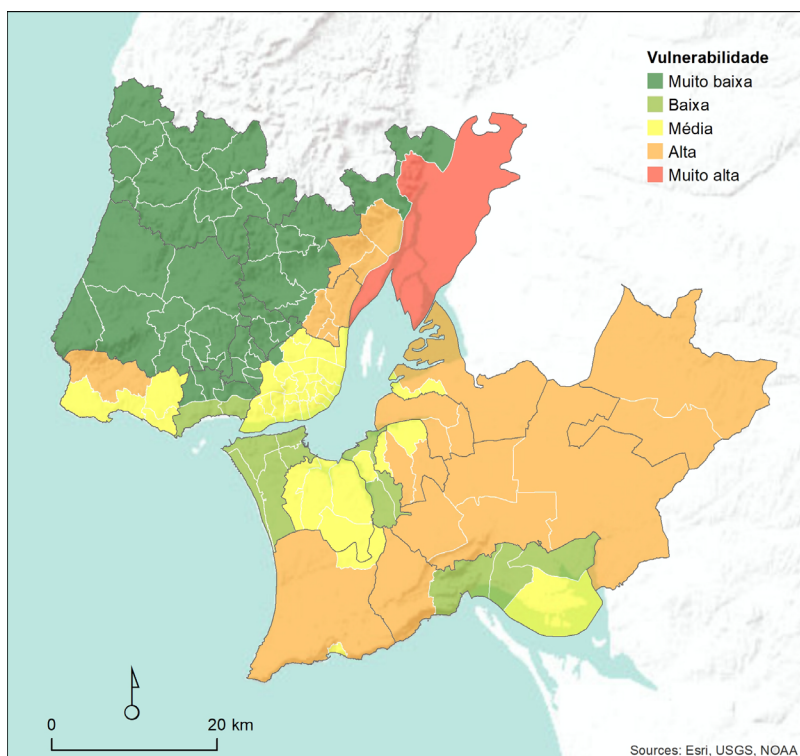 Vulnerabilidade
Muito baixa
Baixa
Média
Alta
Muito alta
0 20 km
Sources: Esri, USGS, NOAA